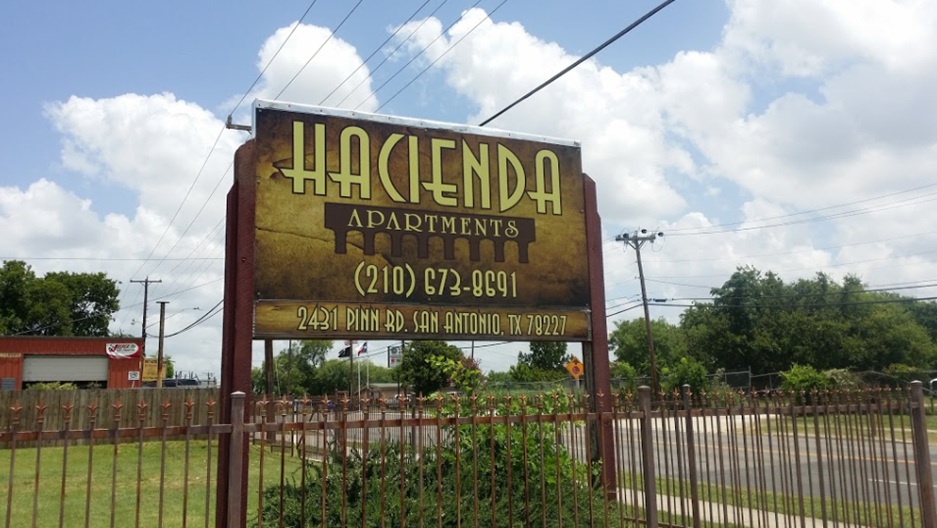 HACIENDA
APARTMENTS
(210) 673-8691
2431 PINN RD. SAN ANTONIO, TX 78227